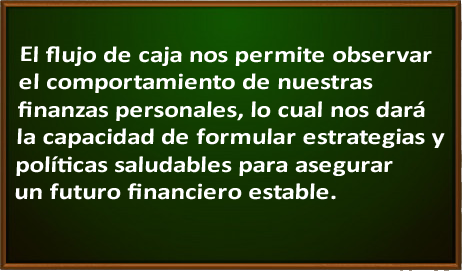 El flujo de caja nos permite observar
el comportamiento de nuestras
finanzas personales, lo cual nos dará
la capacidad de formular estrategias y
políticas saludables para asegurar
un futuro financiero estable.